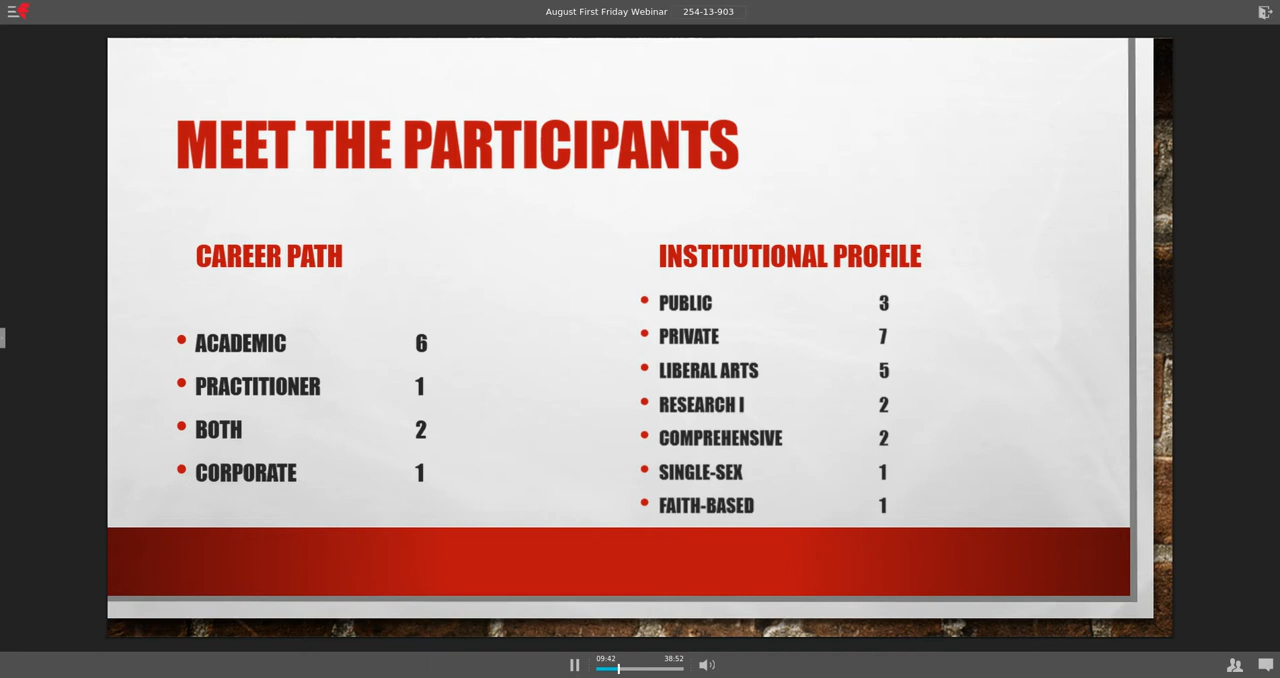 August First Friday Webinar 254-13-903
MEET THE PARTICIPANTS
CAREER PATH
• ACADEMIC 6
• PRACTITIONER 1
• BOTH 2
• CORPORATE 1
INSTITUTIONAL PROFILE
• PUBLIC 3
• PRIVATE 7
• LIBERAL ARTS 5
• RESEARCH I 2
• COMPREHENSIVE 2
• SINGLE-SEX 1
• FAITH-BASED 1
09:42 38:52